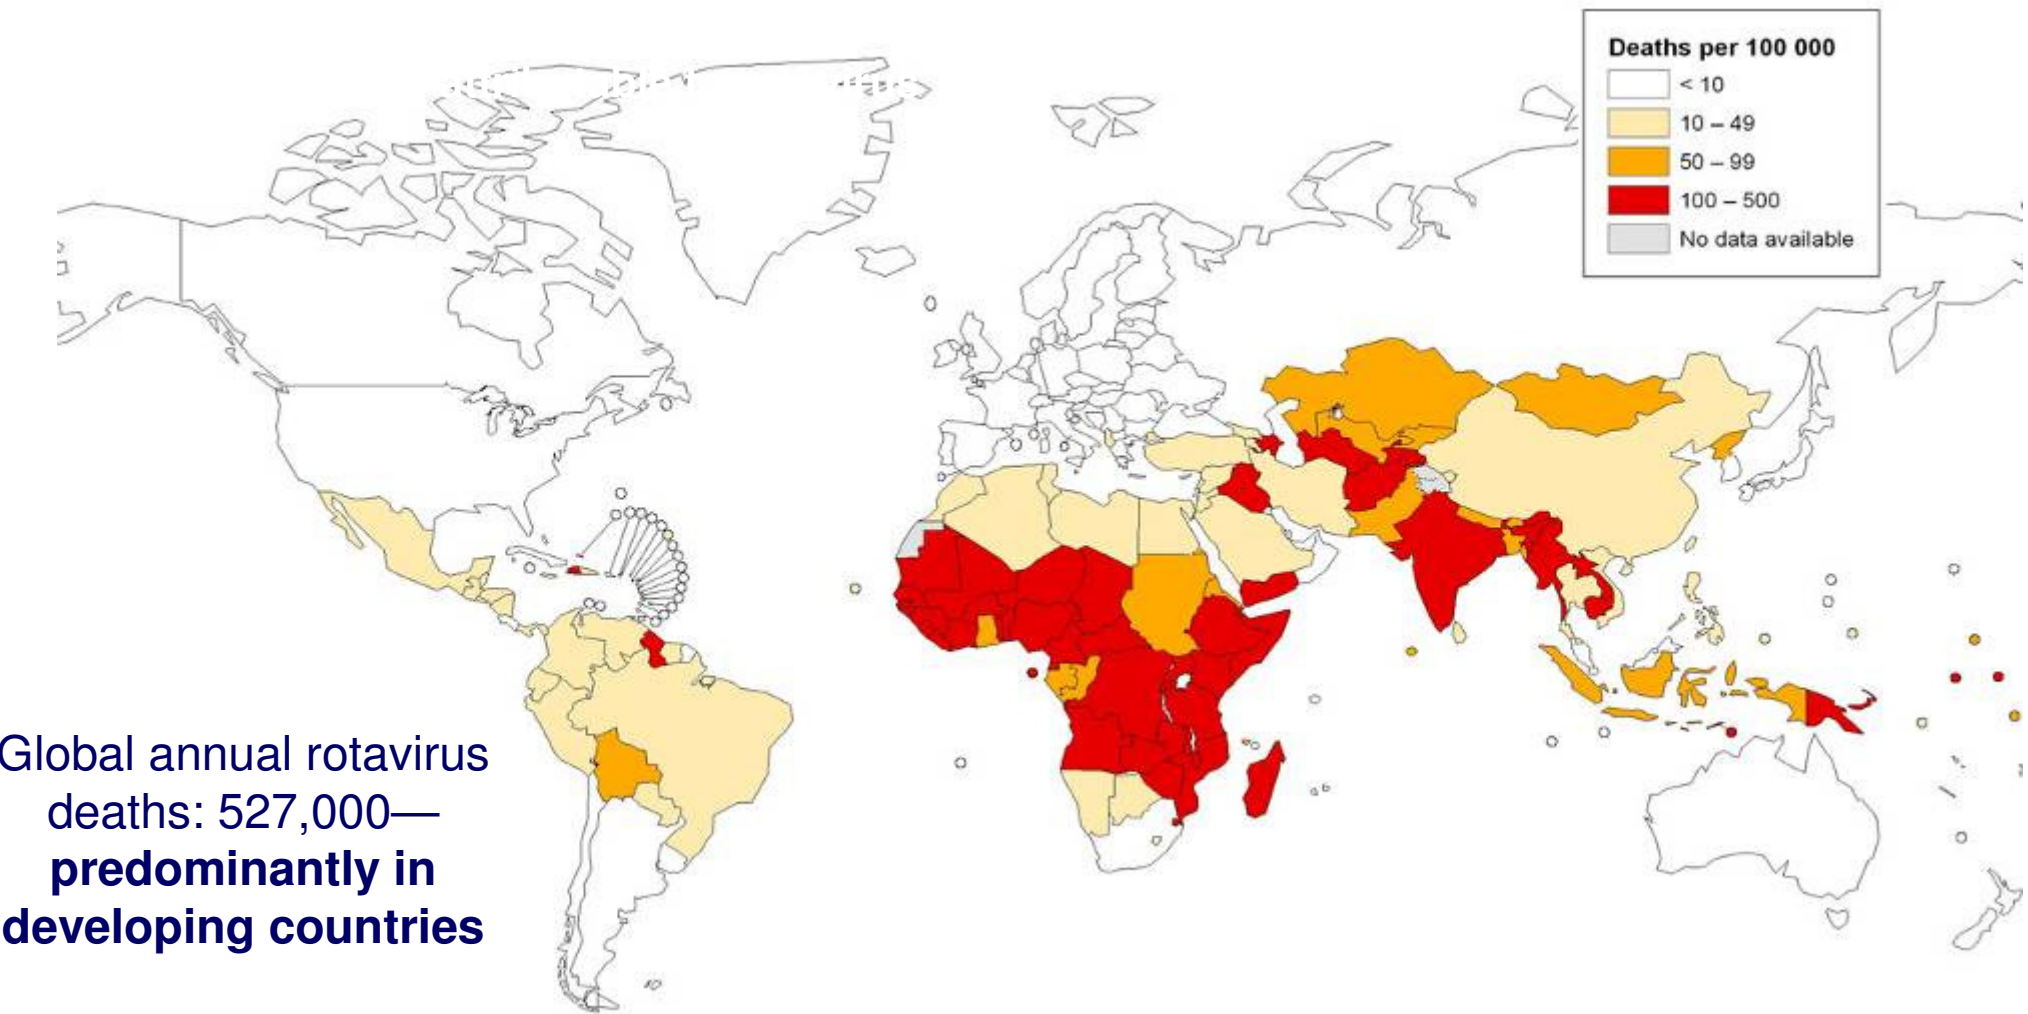 Deaths per 100 000
< 10
10 – 49
50 – 99
100 – 500
No data available
Global annual rotavirus
deaths: 527,000—
predominantly in
developing countries